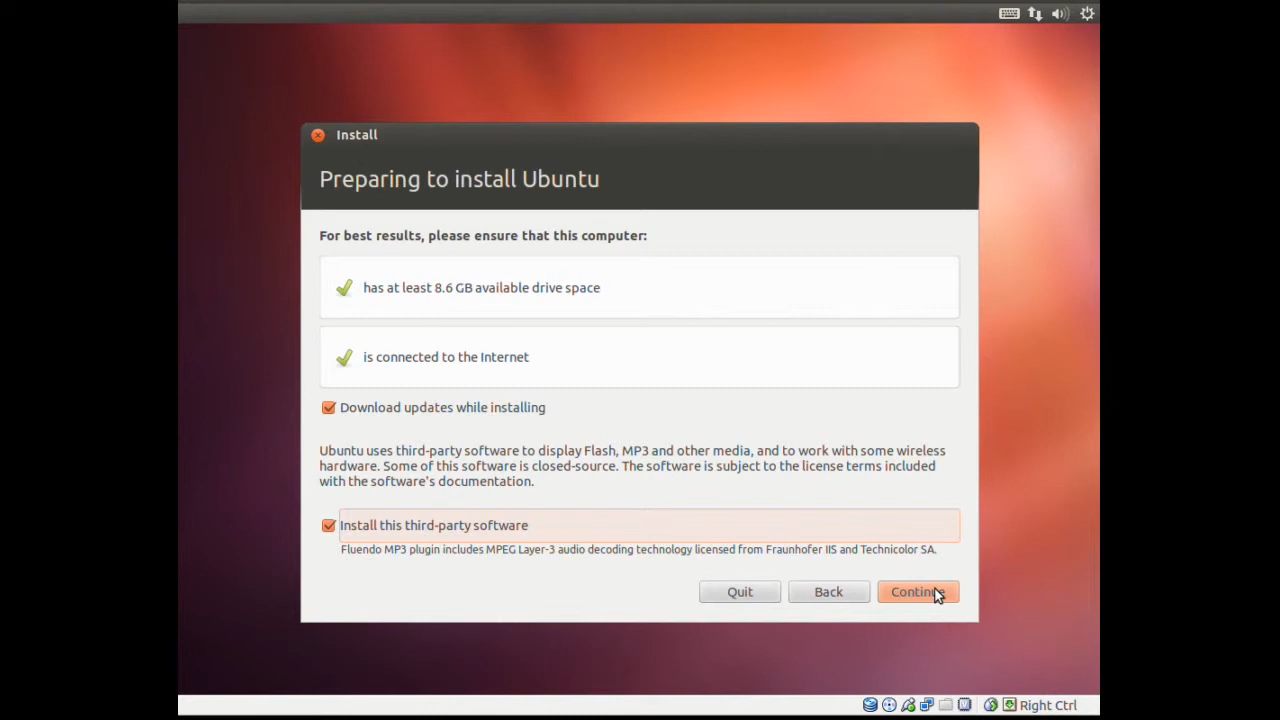 Install
Preparing to install Ubuntu
For best results, please ensure that this computer:
has at least 8.6 GB available drive space
is connected to the Internet
Download updates while installing
Ubuntu uses third-party software to display Flash, MP3 and other media, and to work with some wireless
hardware. Some of this software is closed-source. The software is subject to the license terms included
with the software's documentation.
Install this third-party software
Fluendo MP3 plugin includes MPEG Layer-3 audio decoding technology licensed from Fraunhofer IIS and Technicolor SA.
Quit Back Continue
Right Ctrl